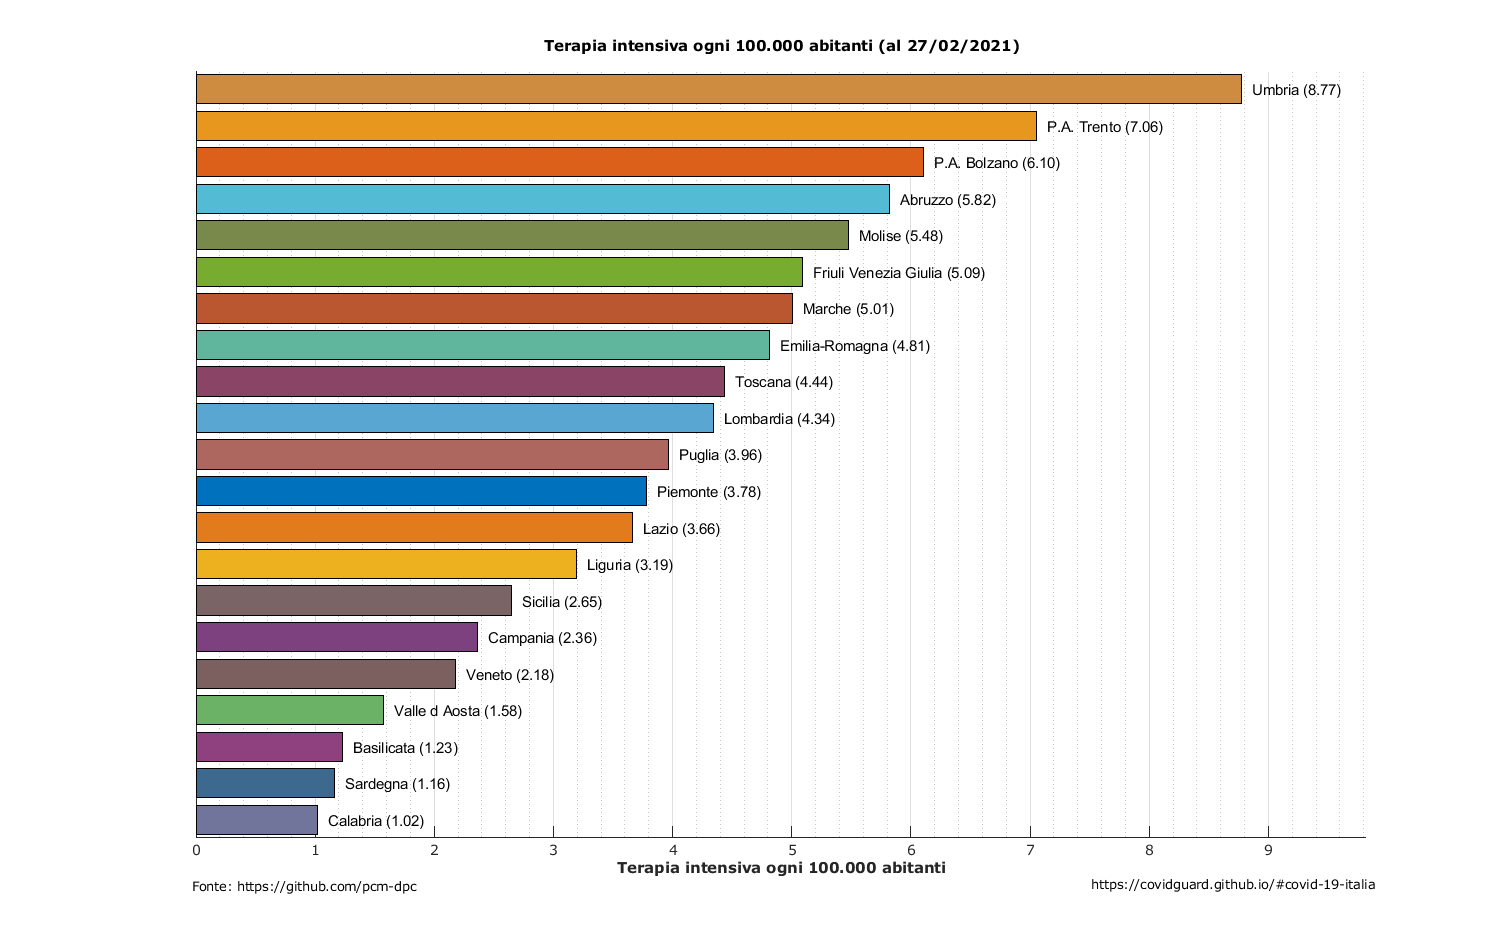 Terapia intensiva ogni 100.000 abitanti (al 27/02/2021)
Umbria (8.77)
P.A. Trento (7.06)
P.A. Bolzano (6.10)
Abruzzo (5.82)
Molise (5.48)
Friuli Venezia Giulia (5.09)
Marche (5.01)
Emilia-Romagna (4.81)
Toscana (4.44)
Lombardia (4.34)
Puglia (3.96)
Piemonte (3.78)
Lazio (3.66)
Liguria (3.19)
Sicilia (2.65)
Campania (2.36)
Veneto (2.18)
Valle d Aosta (1.58)
Basilicata (1.23)
Sardegna (1.16)
Calabria (1.02)
0 1 2 3 4 5 6 7 8 9
Terapia intensiva ogni 100.000 abitanti
Fonte: https://github.com/pcm-dpc
https://covidguard.github.io/#covid-19-italia